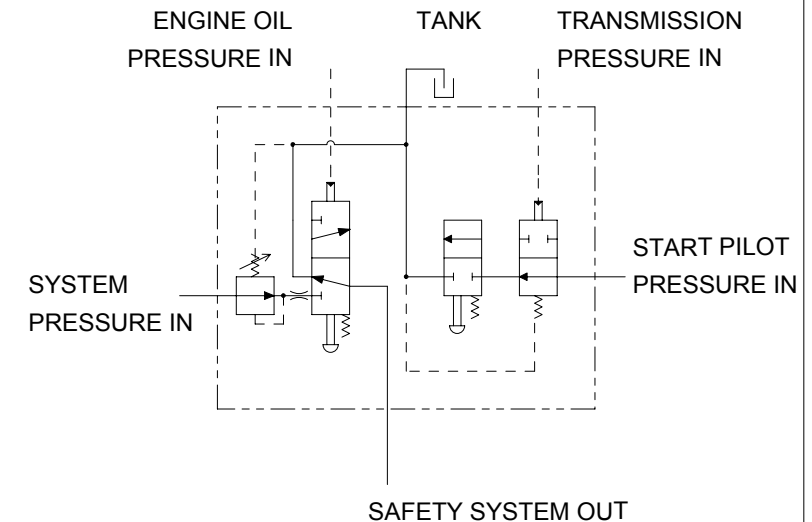 ENGINE OIL
PRESSURE IN
TANK
TRANSMISSION
PRESSURE IN
START PILOT
PRESSURE IN
SYSTEM
PRESSURE IN
SAFETY SYSTEM OUT